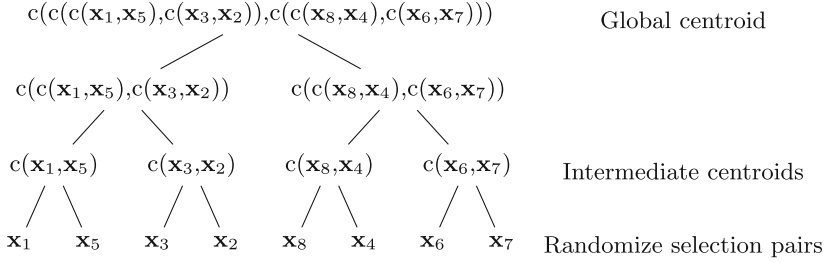 c(c(c(x₁,x₅),c(x₃,x₂)),c(c(x₈,x₄),c(x₆,x₇))) Global centroid
c(c(x₁,x₅),c(x₃,x₂)) c(c(x₈,x₄),c(x₆,x₇))
c(x₁,x₅) c(x₃,x₂) c(x₈,x₄) c(x₆,x₇) Intermediate centroids
x₁ x₅ x₃ x₂ x₈ x₄ x₆ x₇ Randomize selection pairs